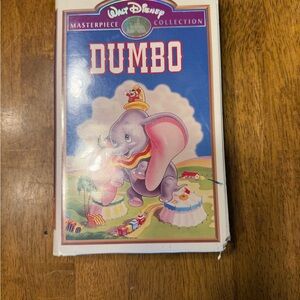 Walt Disney
MASTERPIECE COLLECTION
DUMBO